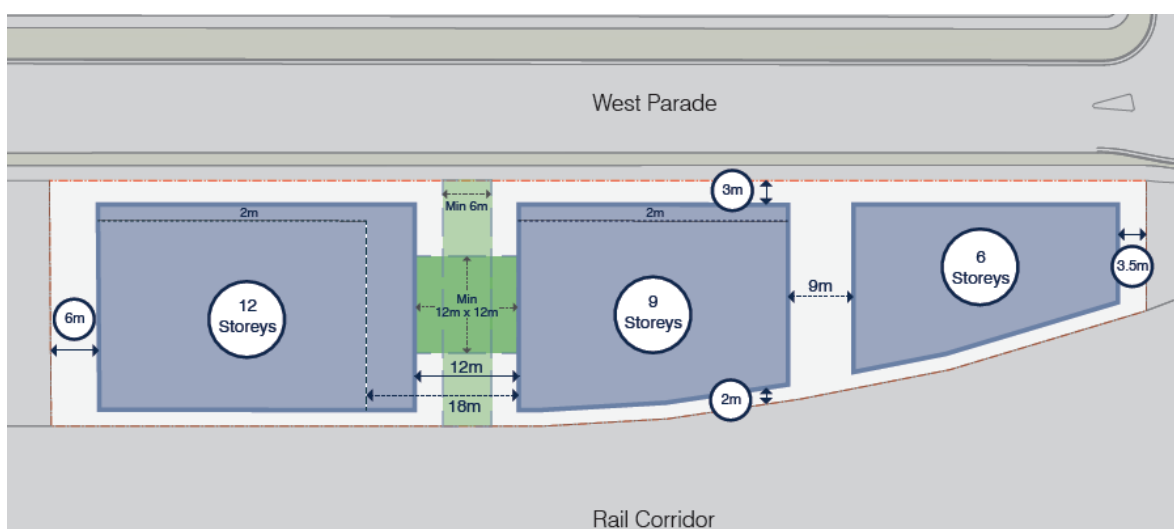 West Parade
3m
2m
Min 6m
2m
12
Storeys
6m
Min
12m x 12m
9
Storeys
9m
6
Storeys
3.5m
12m
18m
2m
Rail Corridor